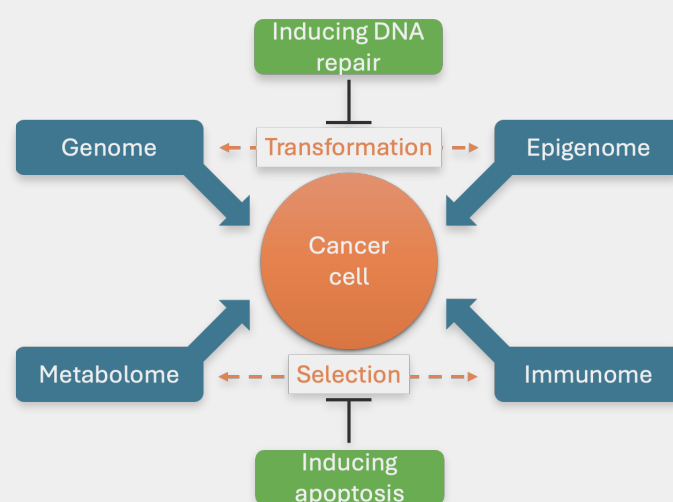 Inducing DNA
repair
Genome
Transformation
Epigenome
Cancer
cell
Metabolome
Selection
Immunome
Inducing
apoptosis